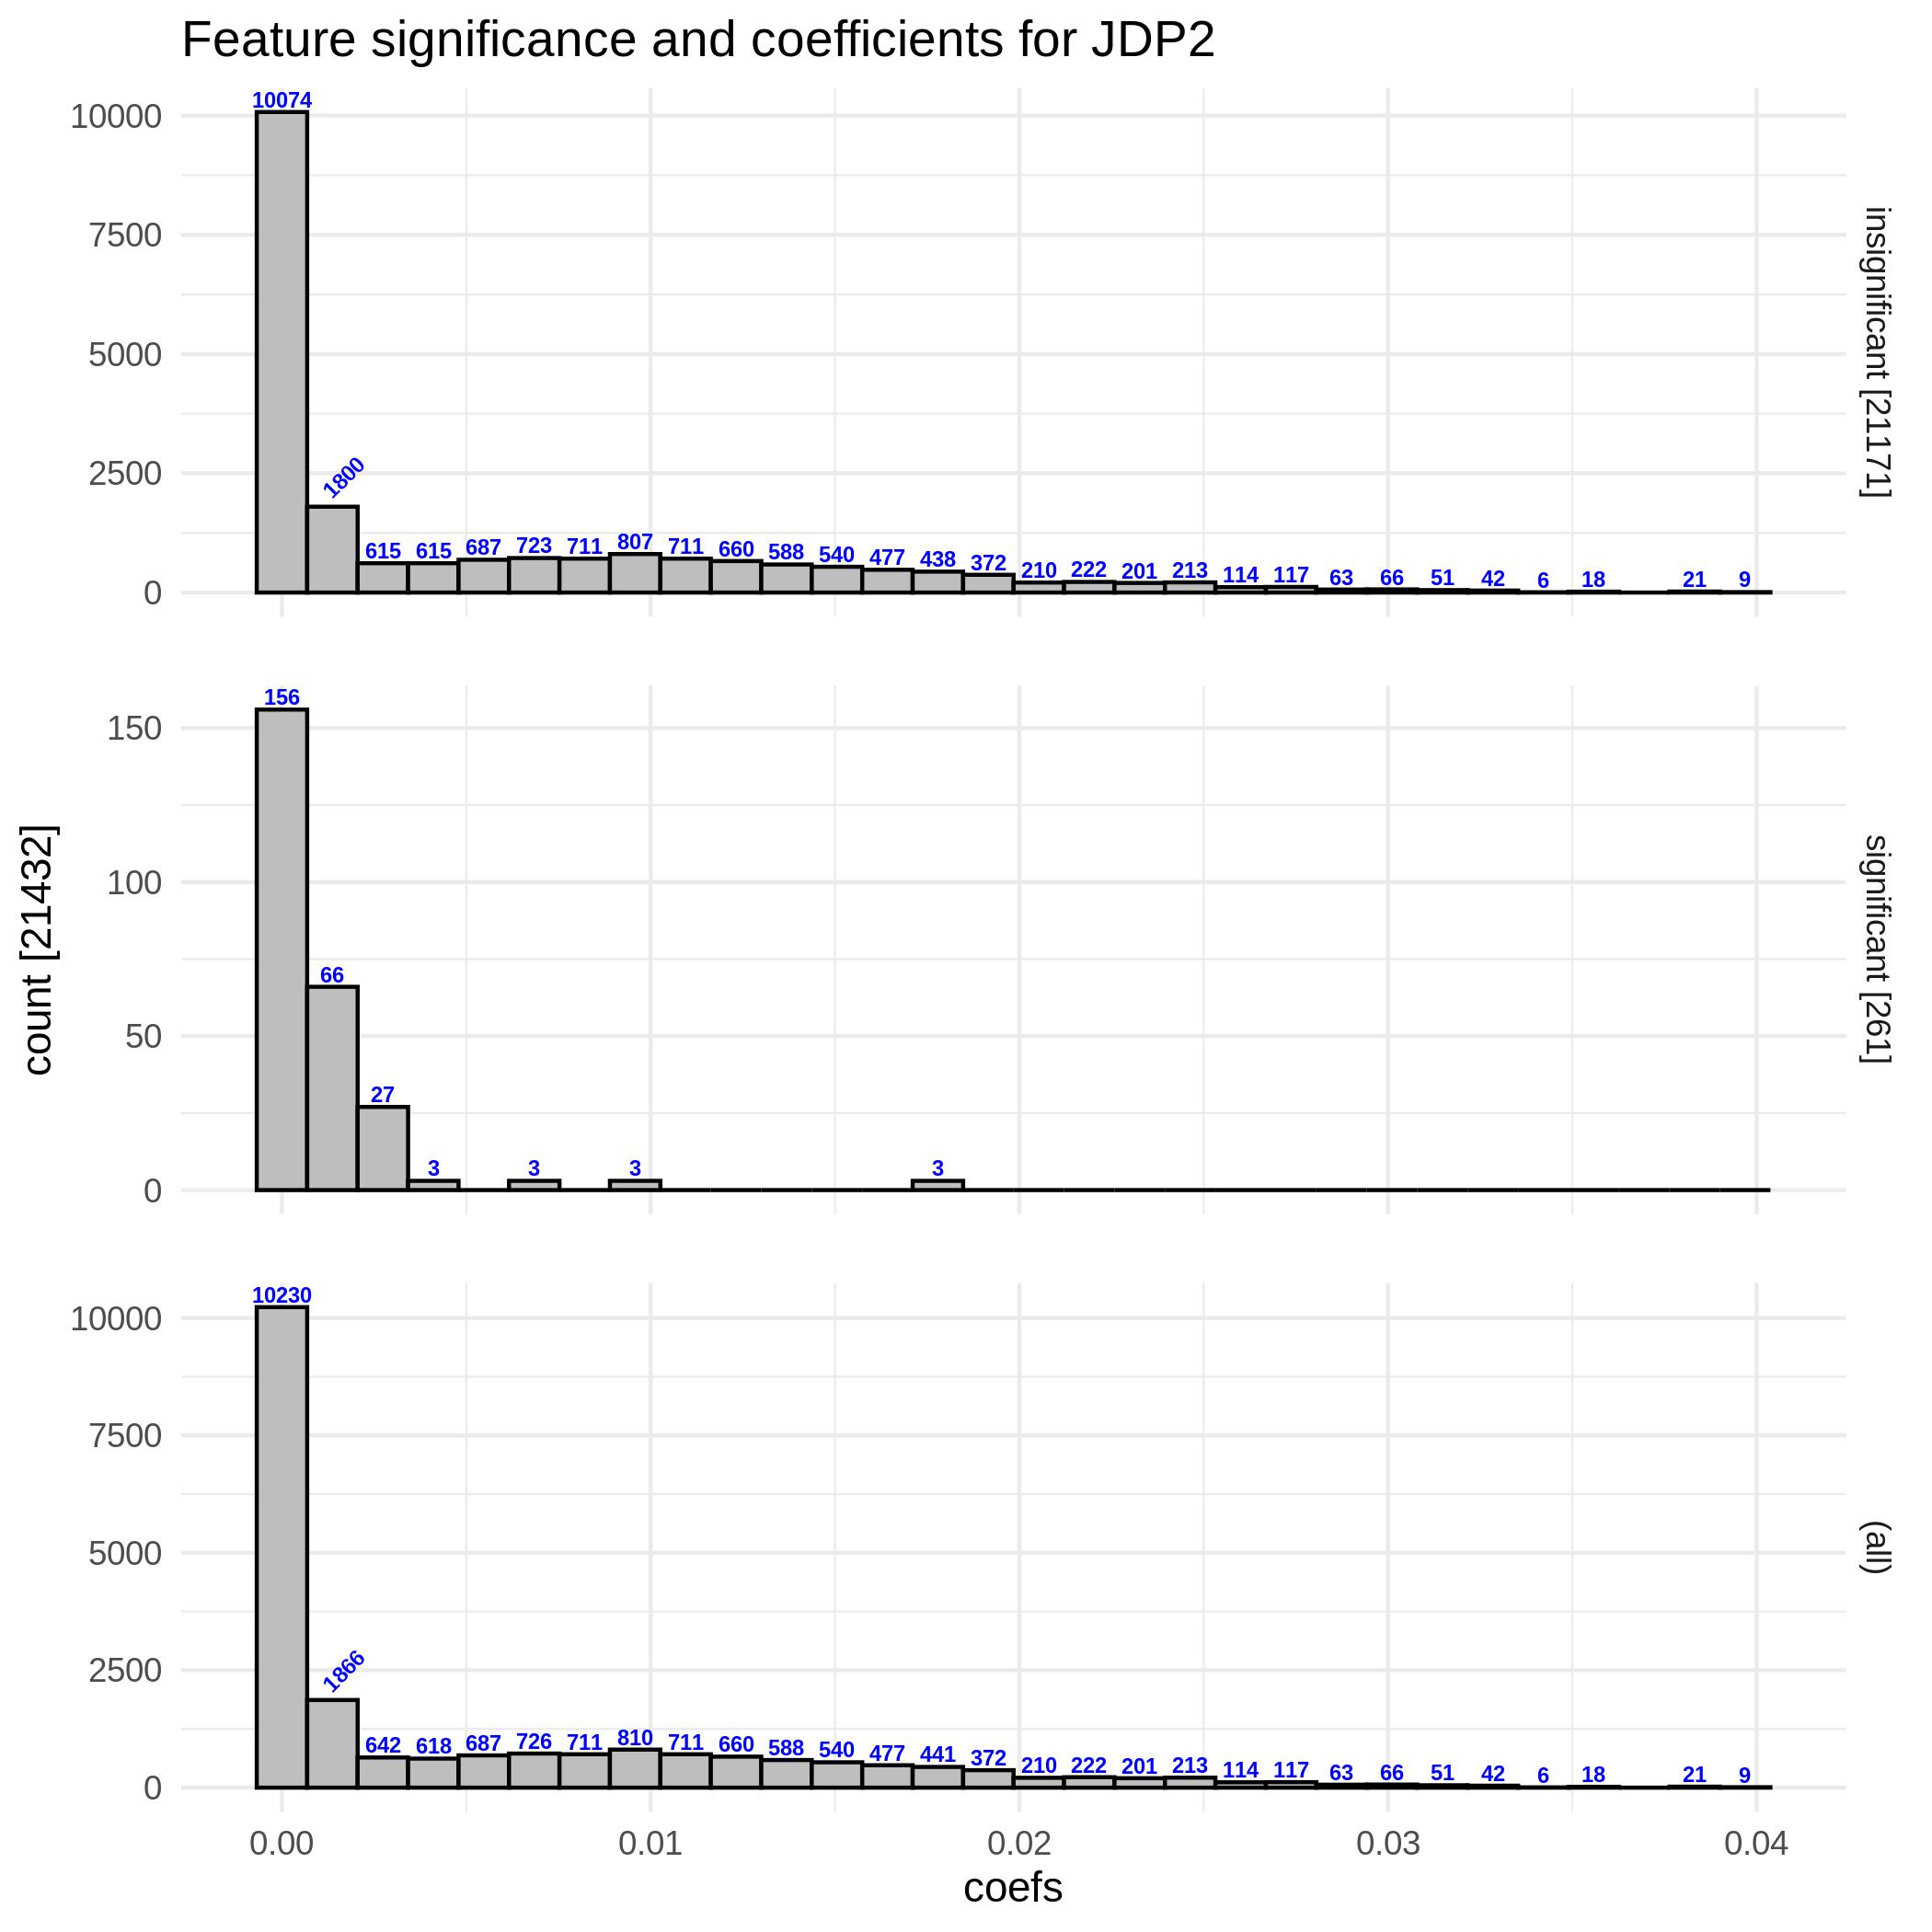 Feature significance and coefficients for JDP2
count [21432]
10000
7500
5000
2500
0
10074
1800
615 615 687 723 711 807 711 660 588 540 477 438 372 210 222 201 213 114 117 63 66 51 42 6 18 21 9
insignificant [21171]
150
100
50
0
156
66
27
3 3 3 3
significant [261]
10000
7500
5000
2500
0
10230
1866
642 618 687 726 711 810 711 660 588 540 477 441 372 210 222 201 213 114 117 63 66 51 42 6 18 21 9
(all)
0.00 0.01 0.02 0.03 0.04
coefs